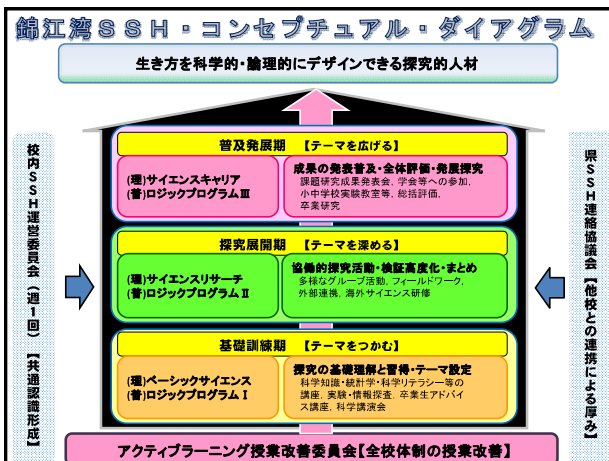 錦江湾ＳＳＨ・コンセプチュアル・ダイアグラム
生き方を科学的・論理的にデザインできる探究的人材
校内ＳＳＨ運営委員会（週１回）【共通認識形成】
普及発展期　【テーマを広げる】
(理)サイエンスキャリア
(普)ロジックプログラムⅢ
成果の発表普及・全体評価・発展探究
課題研究成果発表会，学会等への参加，
小中学校実験教室等，総括評価，
卒業研究
探究展開期　【テーマを深める】
(理)サイエンスリサーチ
(普)ロジックプログラムⅡ
協働的探究活動・検証高度化・まとめ
多様なグループ活動，フィールドワーク，
外部連携，海外サイエンス研修
基礎訓練期　【テーマをつかむ】
(理)ベーシックサイエンス
(普)ロジックプログラムⅠ
探究の基礎理解と習得・テーマ設定
科学知識・統計学・科学リテラシー等の
講座，実験・情報探査，卒業生アドバイ
ス講座，科学講演会
県ＳＳＨ連絡協議会【他校との連携による厚み】
アクティブラーニング授業改善委員会【全校体制の授業改善】